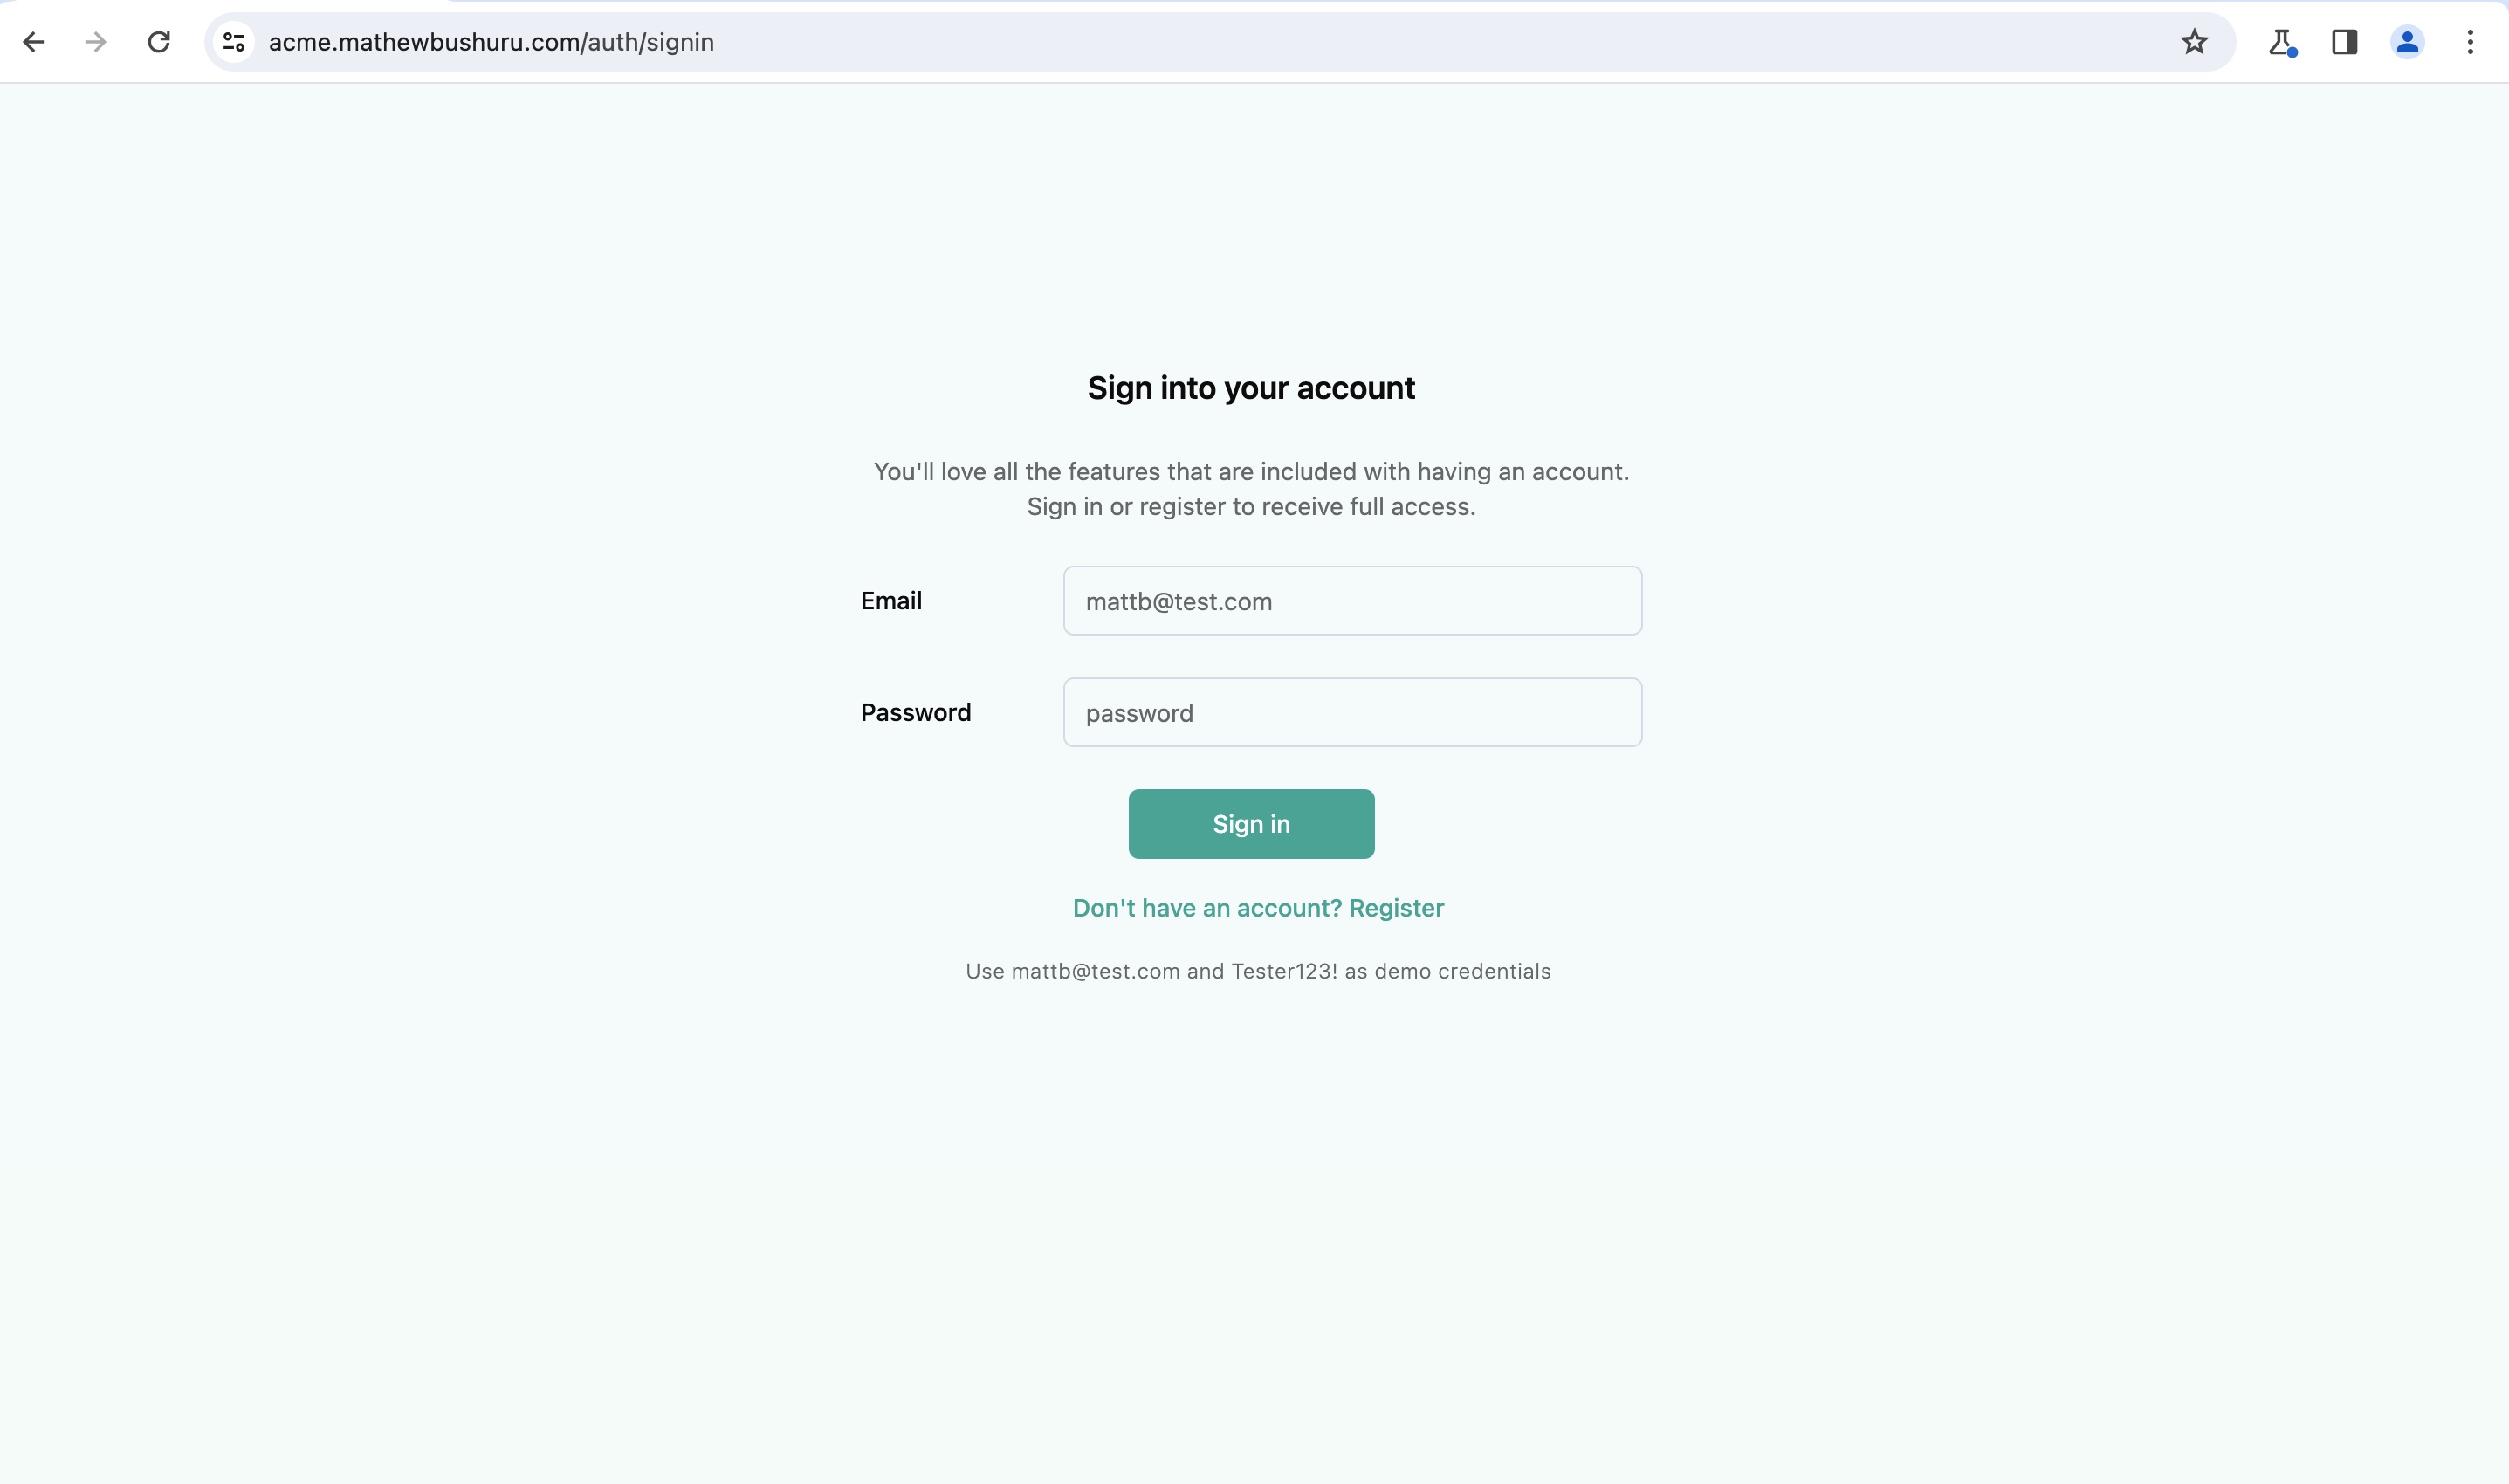 acme.mathewbushuru.com/auth/signin
Sign into your account
You'll love all the features that are included with having an account.
Sign in or register to receive full access.
Email
mattb@test.com
Password
password
Sign in
Don't have an account? Register
Use mattb@test.com and Tester123! as demo credentials